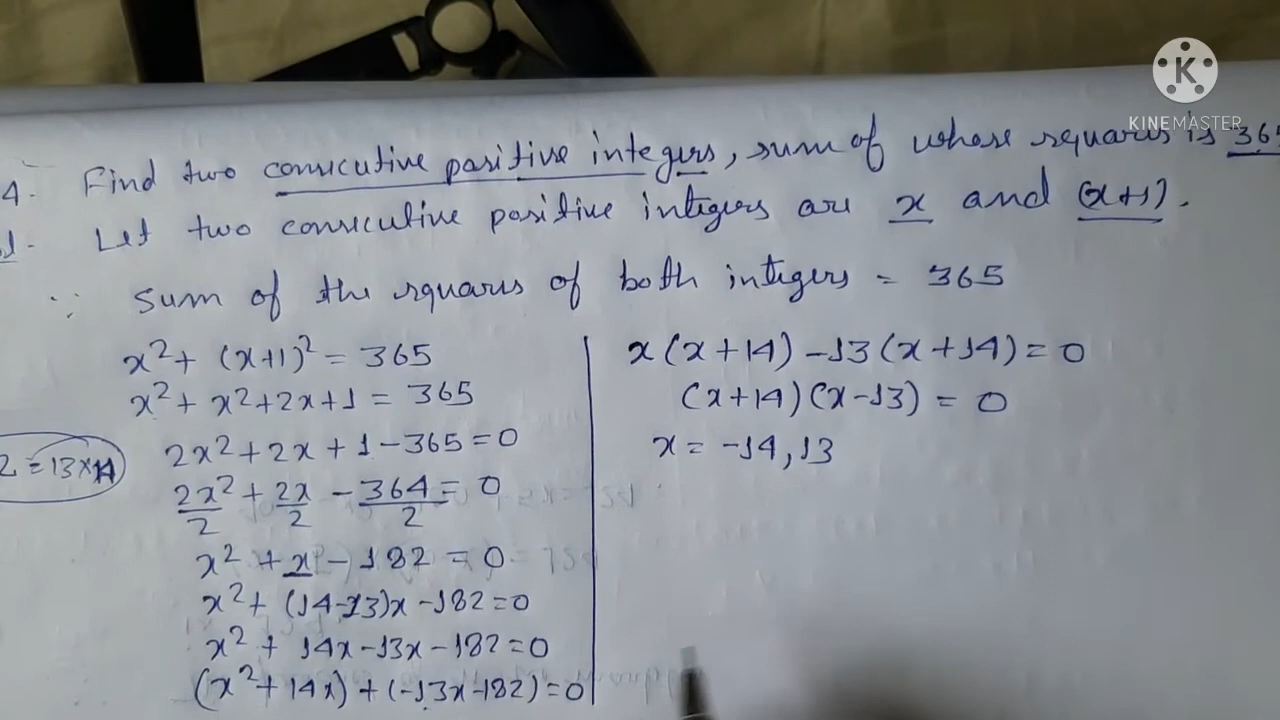 KINEMASTER
4. Find two consecutive positive integers, sum of whose squares is 365
Let two consecutive positive integers are x and (x+1).
∵ Sum of the squares of both integers = 365
x² + (x+1)² = 365
x² + x² + 2x + 1 = 365
2x² + 2x + 1 - 365 = 0
2 = 13 × 14
2x²/2 + 2x/2 - 364/2 = 0
x² + x - 182 = 0
x² + (14-13)x - 182 = 0
x² + 14x - 13x - 182 = 0
(x² + 14x) + (-13x - 182) = 0
x(x+14) - 13(x+14) = 0
(x+14)(x-13) = 0
x = -14, 13